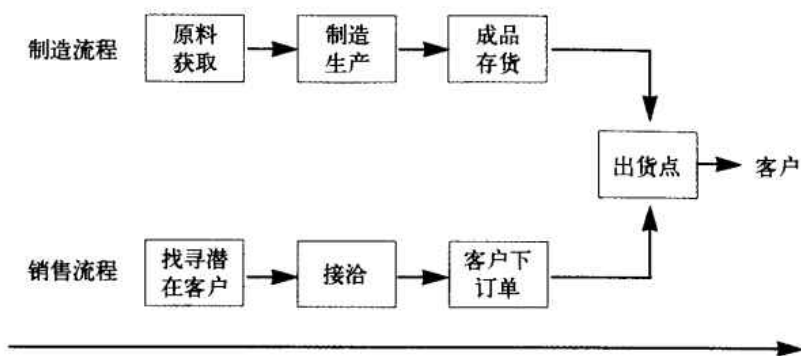 制造流程
原料
获取
制造
生产
成品
存货
出货点
客户
销售流程
找寻潜
在客户
接洽
客户下
订单